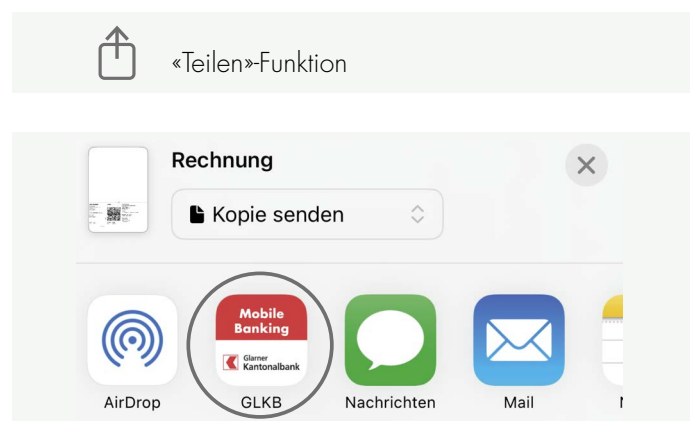 «Teilen»-Funktion
Rechnung
Kopie senden
Mobile
Banking
Glarner
Kantonalbank
AirDrop
GLKB
Nachrichten
Mail